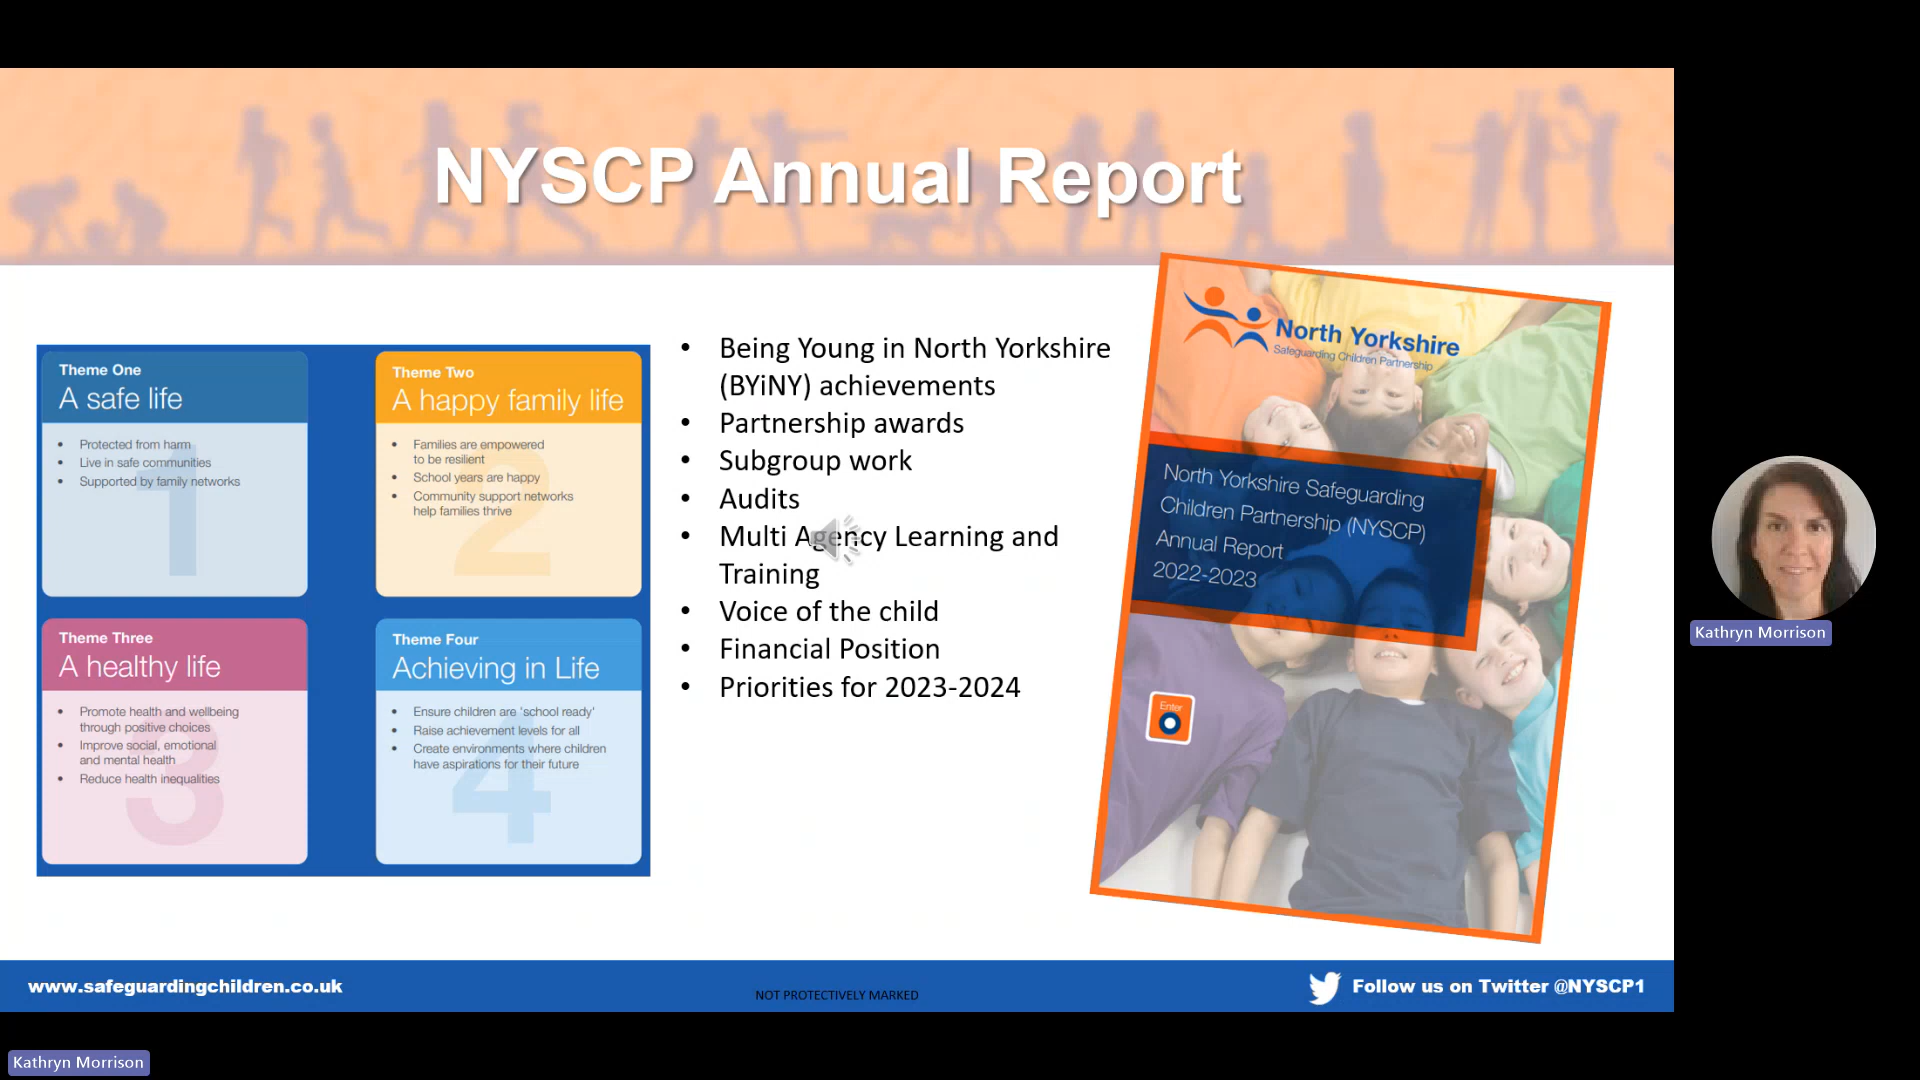 NYSCP Annual Report
Theme One
A safe life
• Protected from harm
• Live in safe communities
• Supported by family networks
1
Theme Two
A happy family life
• Families are empowered
to be resilient
• School years are happy
• Community support networks
help families thrive
2
Theme Three
A healthy life
• Promote health and wellbeing
through positive choices
• Improve social, emotional
and mental health
• Reduce health inequalities
3
Theme Four
Achieving in Life
• Ensure children are 'school ready'
• Raise achievement levels for all
• Create environments where children
have aspirations for their future
4
• Being Young in North Yorkshire
(BYiNY) achievements
• Partnership awards
• Subgroup work
• Audits
• Multi Agency Learning and
Training
• Voice of the child
• Financial Position
• Priorities for 2023-2024
North Yorkshire
Safeguarding Children Partnership
North Yorkshire Safeguarding
Children Partnership (NYSCP)
Annual Report
2022-2023
Enter
Kathryn Morrison
www.safeguardingchildren.co.uk
NOT PROTECTIVELY MARKED
Follow us on Twitter @NYSCP1
Kathryn Morrison